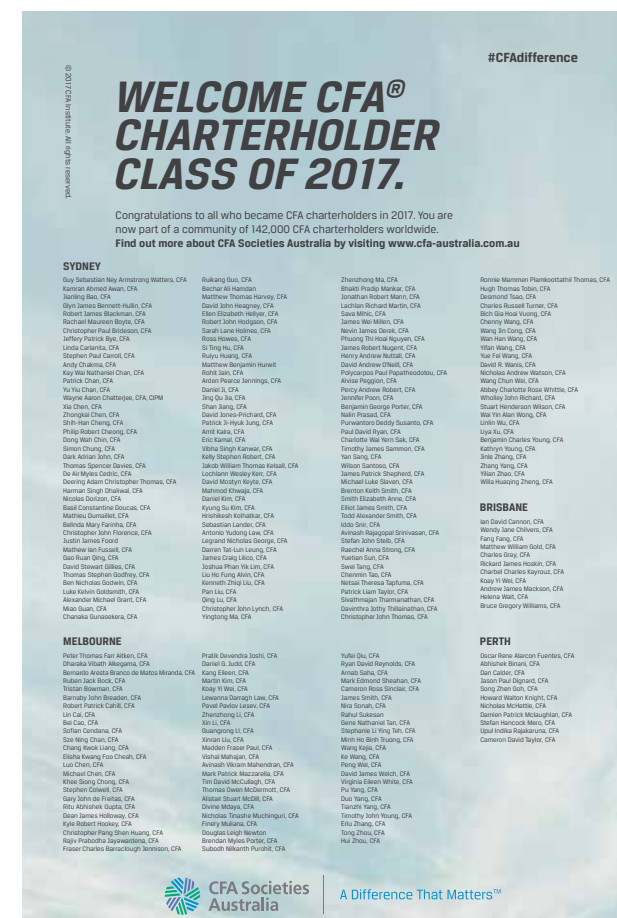 #CFAdifference
© 2017 CFA Institute. All rights reserved.
WELCOME CFA®
CHARTERHOLDER
CLASS OF 2017.
Congratulations to all who became CFA charterholders in 2017. You are
now part of a community of 142,000 CFA charterholders worldwide.
Find out more about CFA Societies Australia by visiting www.cfa-australia.com.au
SYDNEY
Guy Sebastian Ney Armstrong Watters, CFA
Kamran Ahmed Awan, CFA
Jianling Bao, CFA
Glyn James Bennett-Hullin, CFA
Robert James Blackman, CFA
Rachael Maureen Boyte, CFA
Christopher Paul Brideson, CFA
Jeffery Patrick Bye, CFA
Linda Carlanita, CFA
Stephen Paul Carroll, CFA
Andy Chakma, CFA
Kay Wai Nathaniel Chan, CFA
Patrick Chan, CFA
Yu Yiu Chan, CFA
Wayne Aaron Chatterjee, CFA, CIPM
Xia Chen, CFA
Zhongkai Chen, CFA
Shih-Han Cheng, CFA
Philip Robert Cheong, CFA
Dong Wah Chin, CFA
Simon Chung, CFA
Dark Adrian John, CFA
Thomas Spencer Davies, CFA
De Air Myles Cedric, CFA
Deering Adam Christopher Thomas, CFA
Harman Singh Dhaliwal, CFA
Nicolas Dorizon, CFA
Basil Constantine Doucas, CFA
Mathieu Dumaillet, CFA
Belinda Mary Farinha, CFA
Christopher John Florence, CFA
Justin James Foord
Mathew Ian Fussell, CFA
Gao Ruan Qing, CFA
David Stewart Gillies, CFA
Thomas Stephen Godfrey, CFA
Ben Nicholas Godwin, CFA
Luke Kelvin Goldsmith, CFA
Alexander Michael Grant, CFA
Miao Guan, CFA
Chanaka Gunasekera, CFA
Ruikang Guo, CFA
Bechar Ali Hamdan
Matthew Thomas Harvey, CFA
David John Heagney, CFA
Ellen Elizabeth Hellyer, CFA
Robert John Hodgson, CFA
Sarah Lane Holmes, CFA
Ross Howes, CFA
Si Ting Hu, CFA
Ruiyu Huang, CFA
Matthew Benjamin Hurwit
Rohit Jain, CFA
Arden Pearce Jennings, CFA
Daniel Ji, CFA
Jing Qu Jia, CFA
Shan Jiang, CFA
David Jones-Prichard, CFA
Patrick Ji-Hyuk Jung, CFA
Amit Kalra, CFA
Eric Kamal, CFA
Vibha Singh Kanwar, CFA
Kelly Stephen Robert, CFA
Jakob William Thomas Kelsall, CFA
Lochlann Wesley Kerr, CFA
David Mostyn Keyte, CFA
Mahmod Khwaja, CFA
Daniel Kim, CFA
Kyung Su Kim, CFA
Hrishikesh Kolhatkar, CFA
Sebastian Lander, CFA
Antonio Yudong Law, CFA
Legrand Nicholas George, CFA
Darren Tat-Lun Leung, CFA
James Craig Lilico, CFA
Joshua Phan Yik Lim, CFA
Liu Ho Fung Alvin, CFA
Kenneth Zhiqi Liu, CFA
Pan Liu, CFA
Qing Lu, CFA
Christopher John Lynch, CFA
Yingtong Ma, CFA
Zhenzhong Ma, CFA
Bhakti Pradip Mankar, CFA
Jonathan Robert Mann, CFA
Lachlan Richard Martin, CFA
Sava Mihic, CFA
James Wei Millen, CFA
Nevin James Derek, CFA
Phuong Thi Hoai Nguyen, CFA
James Robert Nugent, CFA
Henry Andrew Nuttall, CFA
David Andrew O'Neill, CFA
Polycarpos Paul Papatheodotou, CFA
Alvise Peggion, CFA
Percy Andrew Robert, CFA
Jennifer Poon, CFA
Benjamin George Porter, CFA
Nalin Prasad, CFA
Purwantoro Deddy Susanto, CFA
Paul David Ryan, CFA
Charlotte Wai Yern Sak, CFA
Timothy James Sammon, CFA
Yan Sang, CFA
Wilson Santoso, CFA
James Patrick Shepherd, CFA
Michael Luke Slaven, CFA
Brenton Keith Smith, CFA
Smith Elizabeth Anne, CFA
Elliot James Smith, CFA
Todd Alexander Smith, CFA
Iddo Snir, CFA
Avinash Rajagopal Srinivasan, CFA
Stefan John Steib, CFA
Raechel Anna Strong, CFA
Yuetian Sun, CFA
Swei Tang, CFA
Chenmin Tao, CFA
Netsai Theresa Tapfuma, CFA
Patrick Liam Taylor, CFA
Sivathmajan Tharmanathan, CFA
Davinthra Jothy Thillainathan, CFA
Christopher John Thomas, CFA
Ronnie Mammen Plamkoottathil Thomas, CFA
Hugh Thomas Tobin, CFA
Desmond Tsao, CFA
Charles Russell Turner, CFA
Bich Gia Hoai Vuong, CFA
Chenny Wang, CFA
Wang Jin Cong, CFA
Wan Han Wang, CFA
Yifan Wang, CFA
Yue Fei Wang, CFA
David R. Wanis, CFA
Nicholas Andrew Watson, CFA
Wang Chun Wei, CFA
Abbey Charlotte Rose Whittle, CFA
Wholley John Richard, CFA
Stuart Henderson Wilson, CFA
Wai Yin Alan Wong, CFA
Linlin Wu, CFA
Liya Xu, CFA
Benjamin Charles Young, CFA
Kathryn Young, CFA
Jinle Zhang, CFA
Zhang Yang, CFA
Yilian Zhao, CFA
Willa Huaqing Zheng, CFA
BRISBANE
Ian David Cannon, CFA
Wendy Jane Chilvers, CFA
Fang Fang, CFA
Matthew William Gold, CFA
Charles Gray, CFA
Rickard James Hoskin, CFA
Charbel Charles Kayrouz, CFA
Koay Yi Wei, CFA
Andrew James Mackson, CFA
Helena Wait, CFA
Bruce Gregory Williams, CFA
MELBOURNE
Peter Thomas Farr Aitken, CFA
Dharaka Vibath Alkegama, CFA
Bernardo Aresta Branco de Matos Miranda, CFA
Ruben Jack Bock, CFA
Tristan Bowman, CFA
Barnaby John Breaden, CFA
Robert Patrick Cahill, CFA
Lin Cai, CFA
Bei Cao, CFA
Sofian Cendana, CFA
Sze Ning Chan, CFA
Chang Kwok Liang, CFA
Elisha Kwang Foo Cheah, CFA
Luo Chen, CFA
Michael Chen, CFA
Khee Siong Chong, CFA
Stephen Colwell, CFA
Gary John de Freitas, CFA
Ritu Abhishek Gupta, CFA
Dean James Holloway, CFA
Kyle Robert Hookey, CFA
Christopher Pang Shen Huang, CFA
Rajiv Prabodha Jayawardena, CFA
Fraser Charles Barraclough Jennison, CFA
Pratik Devendra Joshi, CFA
Daniel G. Judd, CFA
Kang Eileen, CFA
Martin Kim, CFA
Koay Yi Wei, CFA
Lewanna Darragh Law, CFA
Pavel Pavlov Lesev, CFA
Zhenzhong Li, CFA
Xin Li, CFA
Guangrong Li, CFA
Xinran Liu, CFA
Madden Fraser Paul, CFA
Vishal Mahajan, CFA
Avinash Vikram Mahendran, CFA
Mark Patrick Mazzarella, CFA
Tim David McCullagh, CFA
Thomas Owen McDermott, CFA
Alistair Stuart McDill, CFA
Divine Mdaya, CFA
Nicholas Tinashe Muchinguri, CFA
Finery Muliana, CFA
Douglas Leigh Newton
Brendan Myles Porter, CFA
Subodh Nilkanth Purohit, CFA
Yufei Qiu, CFA
Ryan David Reynolds, CFA
Arnab Saha, CFA
Mark Edmond Sheahan, CFA
Cameron Ross Sinclair, CFA
James Smith, CFA
Nira Sonah, CFA
Rahul Sukesan
Gene Nathaniel Tan, CFA
Stephanie Li Ying Teh, CFA
Minh Ho Binh Truong, CFA
Wang Kejia, CFA
Ke Wang, CFA
Peng Wei, CFA
David James Welch, CFA
Virginia Eileen White, CFA
Pu Yang, CFA
Duo Yang, CFA
Tianzhi Yang, CFA
Timothy John Young, CFA
Erlu Zhang, CFA
Tong Zhou, CFA
Hui Zhou, CFA
PERTH
Oscar Rene Alarcon Fuentes, CFA
Abhishek Binani, CFA
Dan Calder, CFA
Jason Paul Dignard, CFA
Song Zhen Goh, CFA
Howard Walton Knight, CFA
Nicholas McHattie, CFA
Damien Patrick Mclaughlan, CFA
Stefan Hancock Mero, CFA
Upul Indika Rajakaruna, CFA
Cameron David Taylor, CFA
CFA Societies
Australia
A Difference That Matters™